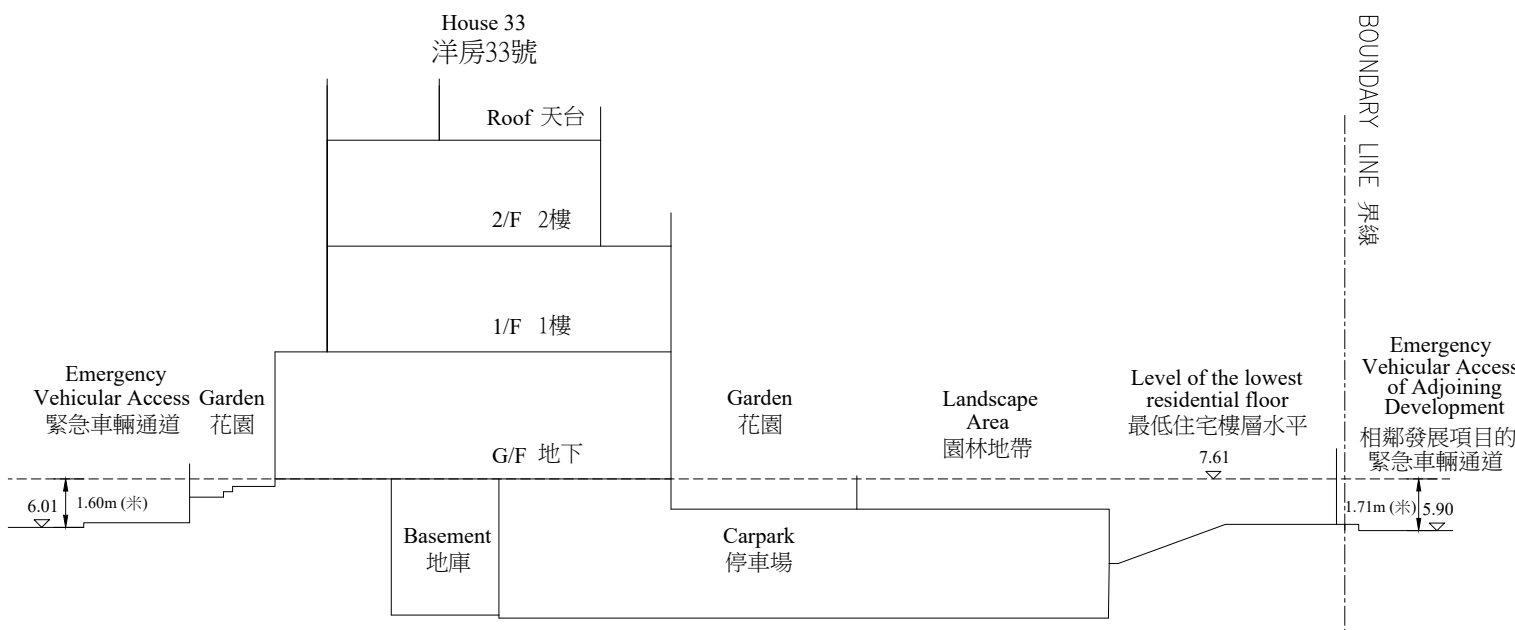 House 33
洋房33號
BOUNDARY LINE 界線
Roof 天台
2/F 2樓
1/F 1樓
Emergency
Vehicular Access
緊急車輛通道
Garden
花園
G/F 地下
Garden
花園
Landscape
Area
園林地帶
Level of the lowest
residential floor
最低住宅樓層水平
7.61
Emergency
Vehicular Access
of Adjoining
Development
相鄰發展項目的
緊急車輛通道
6.01
1.60m (米)
1.71m (米)
5.90
Basement
地庫
Carpark
停車場